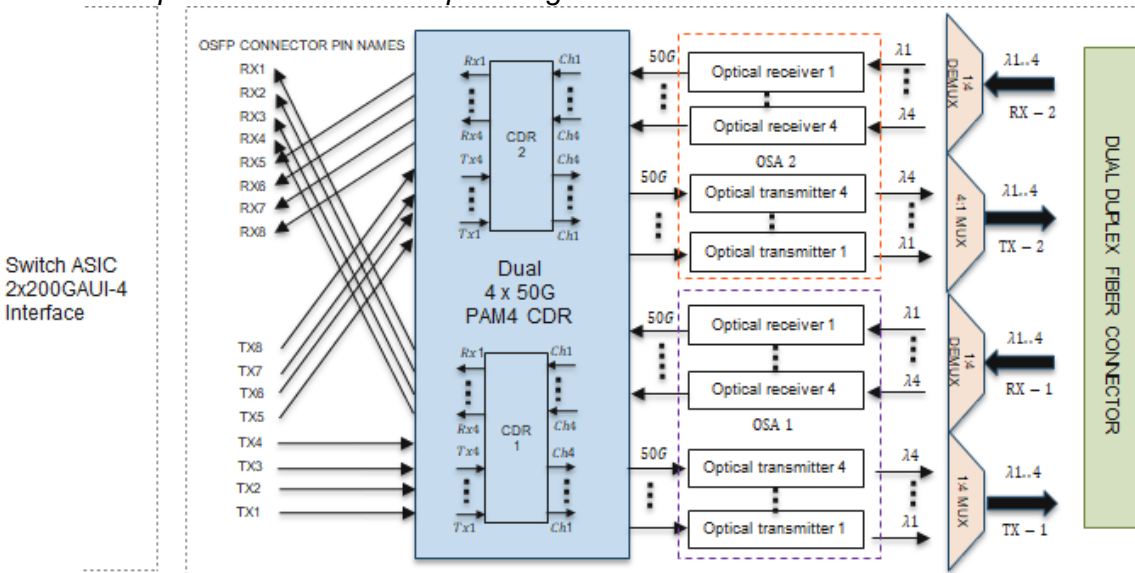 OSFP CONNECTOR PIN NAMES
RX1
RX2
RX3
RX4
RX5
RX6
RX7
RX8
TX8
TX7
TX6
TX5
TX4
TX3
TX2
TX1
Switch ASIC
2x200GAUI-4
Interface
Rx1
Ch1
Rx4
Ch4
CDR
2
Tx4
Ch4
Tx1
Ch1
Dual
4 x 50G
PAM4 CDR
Rx1
Ch1
Rx4
Ch4
CDR
1
Tx4
Ch4
Tx1
Ch1
50G
Optical receiver 1
Optical receiver 4
OSA 2
50G
Optical transmitter 4
Optical transmitter 1
50G
Optical receiver 1
Optical receiver 4
OSA 1
50G
Optical transmitter 4
Optical transmitter 1
λ1
λ4
1:4
DEMUX
λ1..4
RX − 2
λ4
λ1
4:1 MUX
λ1..4
TX − 2
λ1
λ4
1:4
DEMUX
λ1..4
RX − 1
λ4
λ1
1:4 MUX
λ1..4
TX − 1
DUAL DUPLEX FIBER CONNECTOR